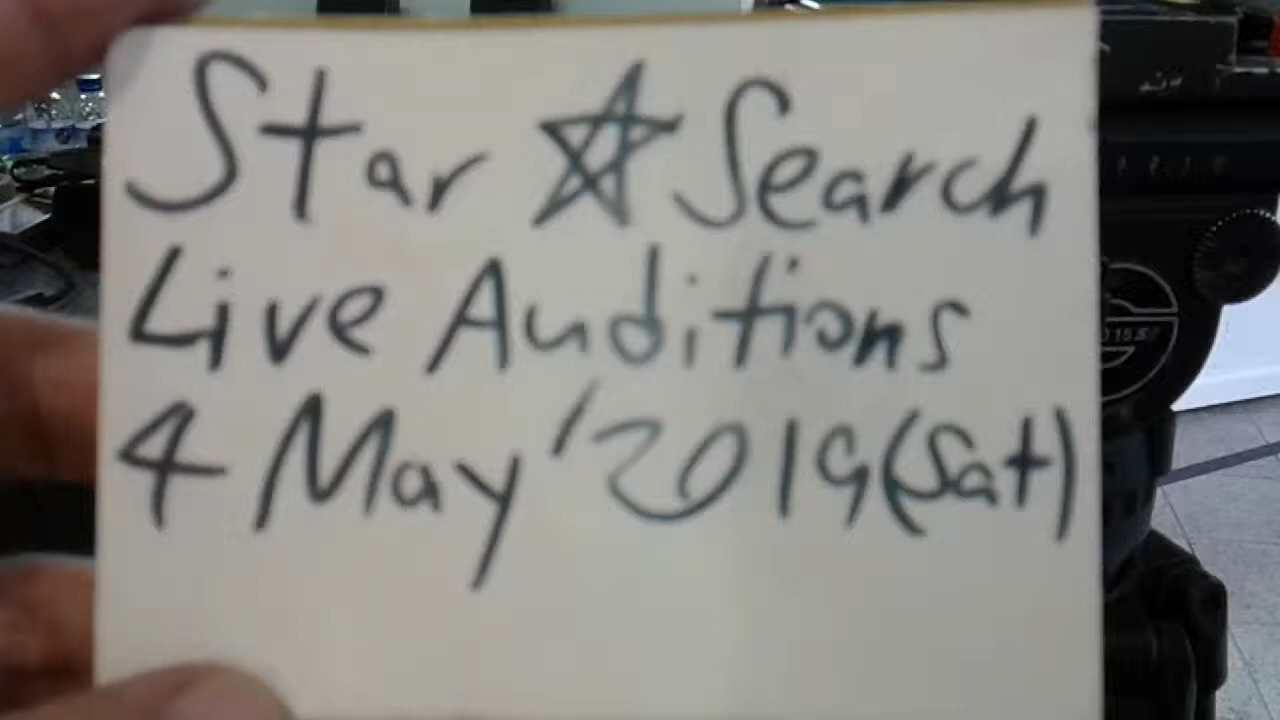 Star ☆ Search
Live Auditions
4 May '2019 (Sat)